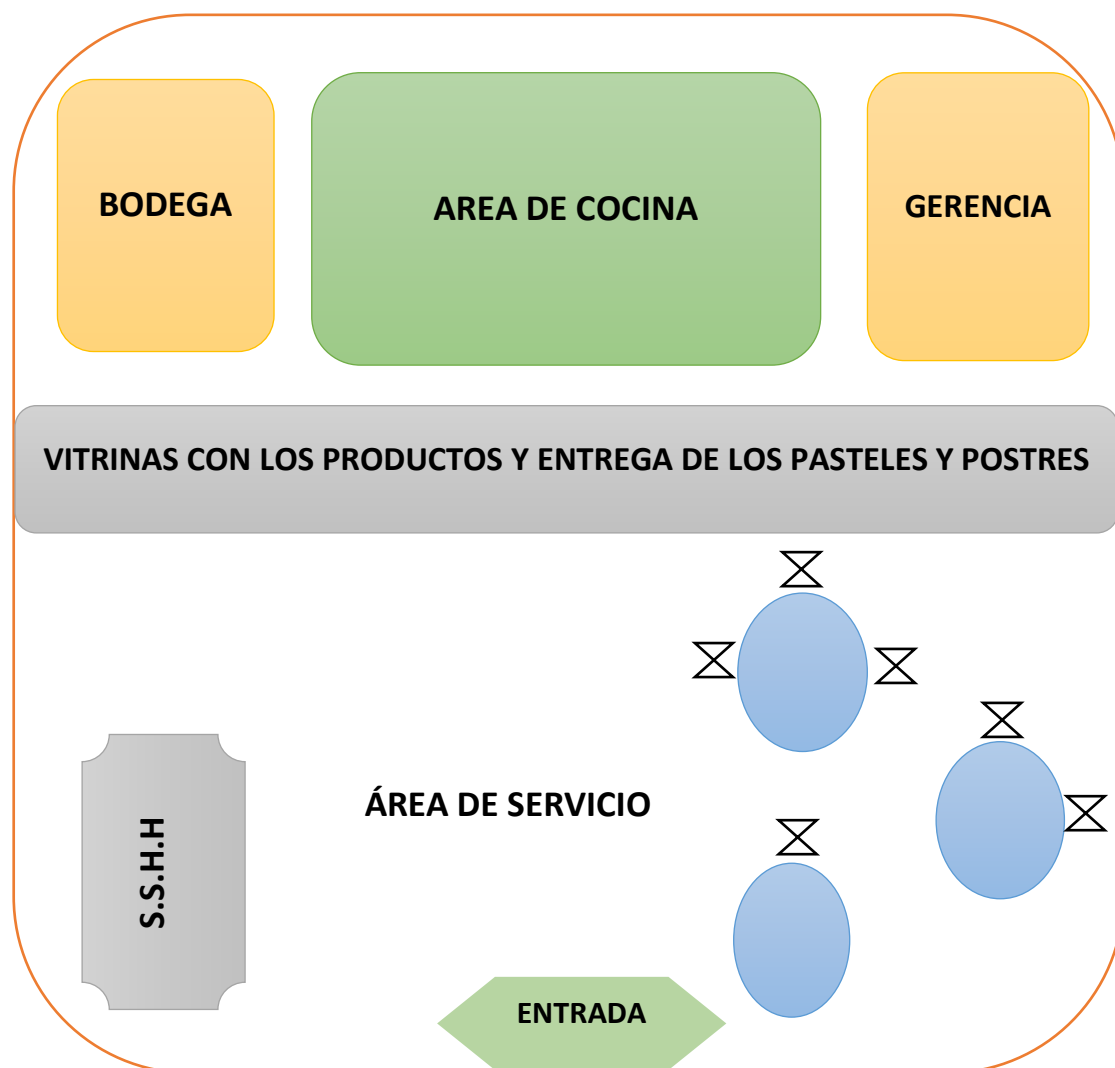 BODEGA
AREA DE COCINA
GERENCIA
VITRINAS CON LOS PRODUCTOS Y ENTREGA DE LOS PASTELES Y POSTRES
ÁREA DE SERVICIO
S.S.H.H
ENTRADA